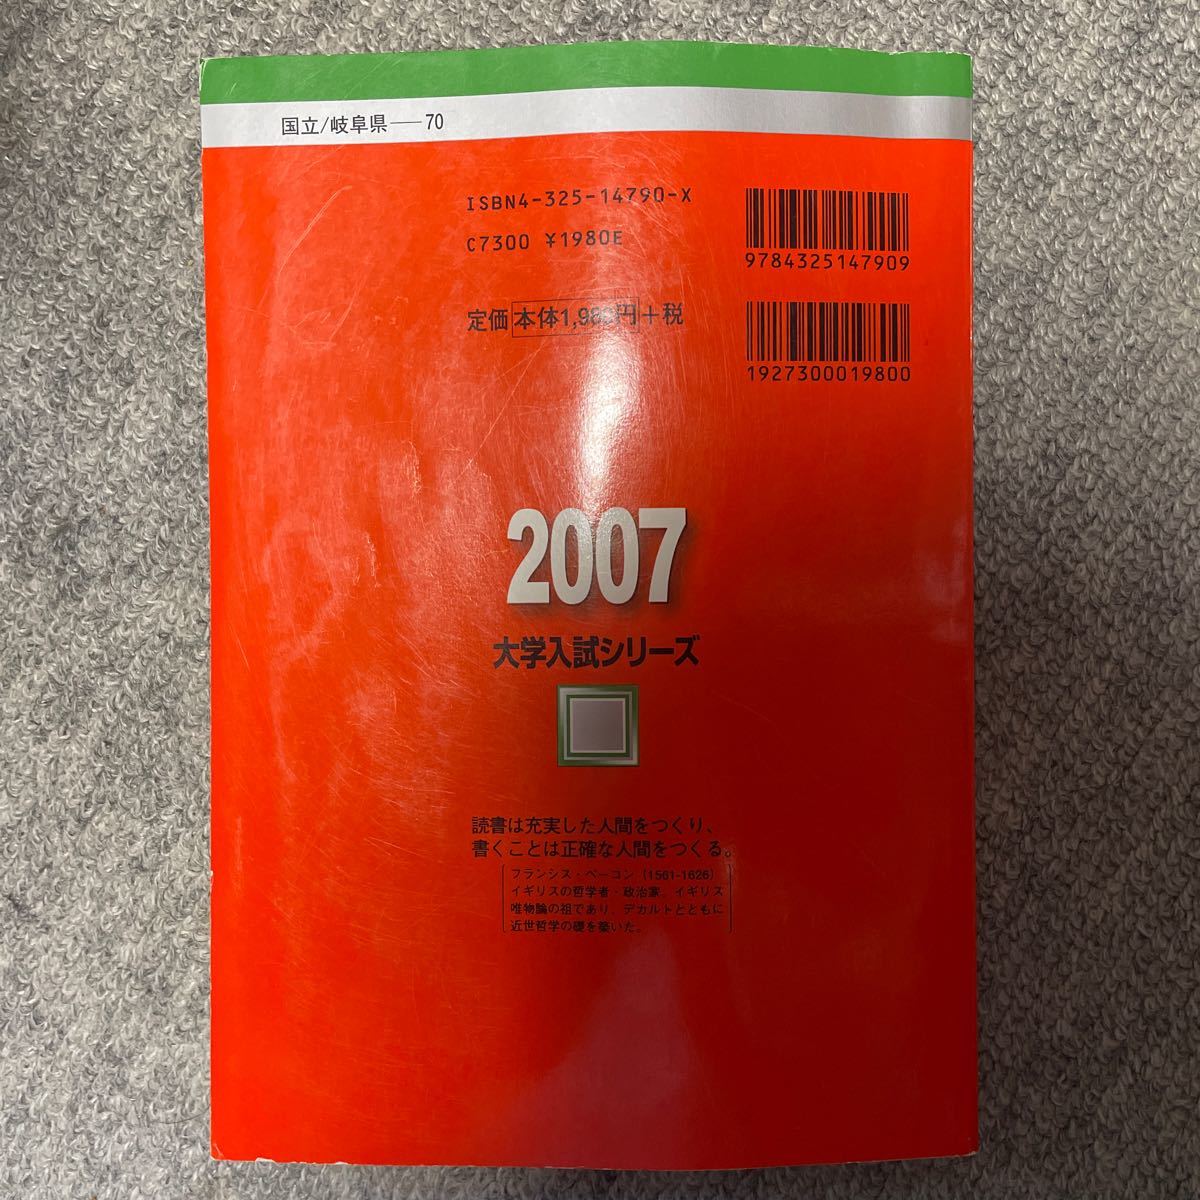 国立/岐阜県——70
ISBN4-325-14790-X
C7300 ¥1980E
9784325147909
定価 本体1,980円 +税
1927300019800
2007
大学入試シリーズ
読書は充実した人間をつくり、
書くことは正確な人間をつくる。
フランシス・ベーコン (1561-1626)
イギリスの哲学者・政治家。イギリス
唯物論の祖であり、デカルトとともに
近世哲学の礎を築いた。